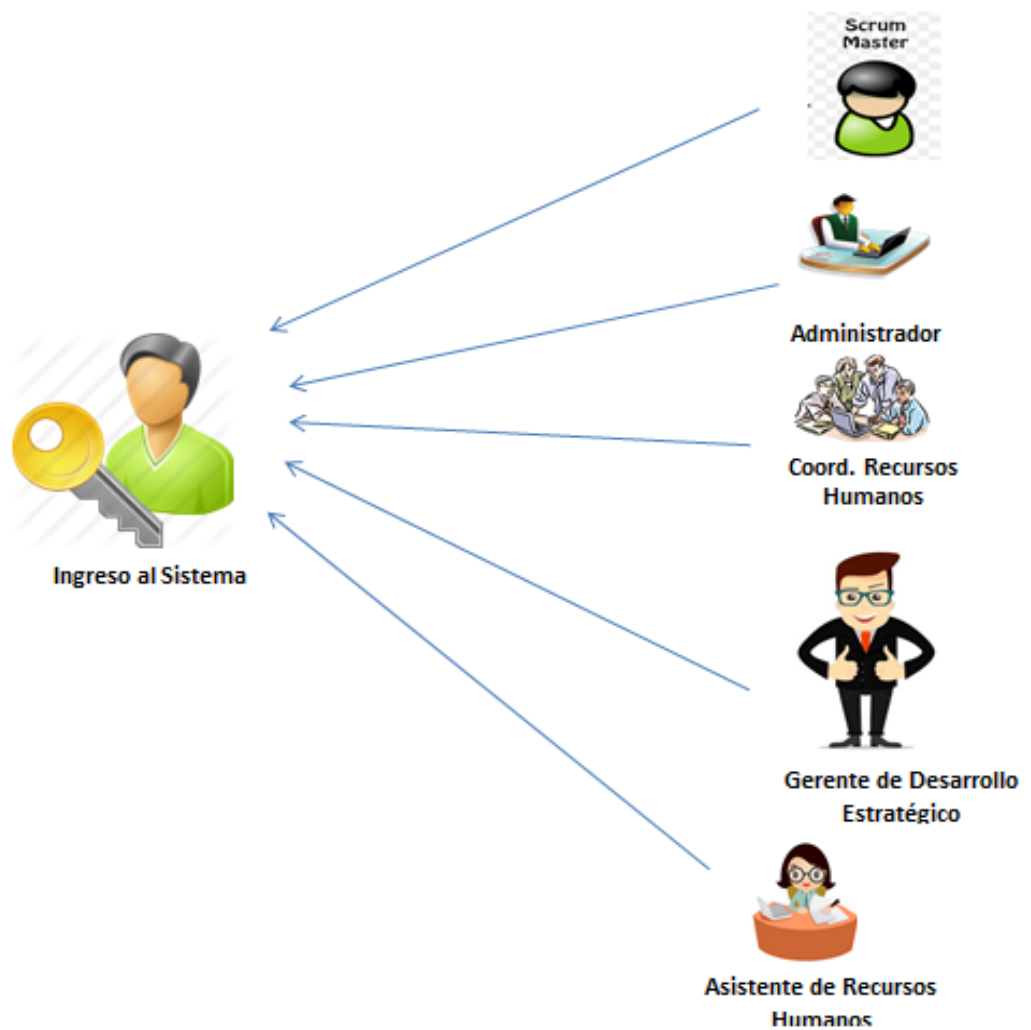 Scrum
Master
Administrador
Coord. Recursos
Humanos
Ingreso al Sistema
Gerente de Desarrollo
Estratégico
Asistente de Recursos
Humanos